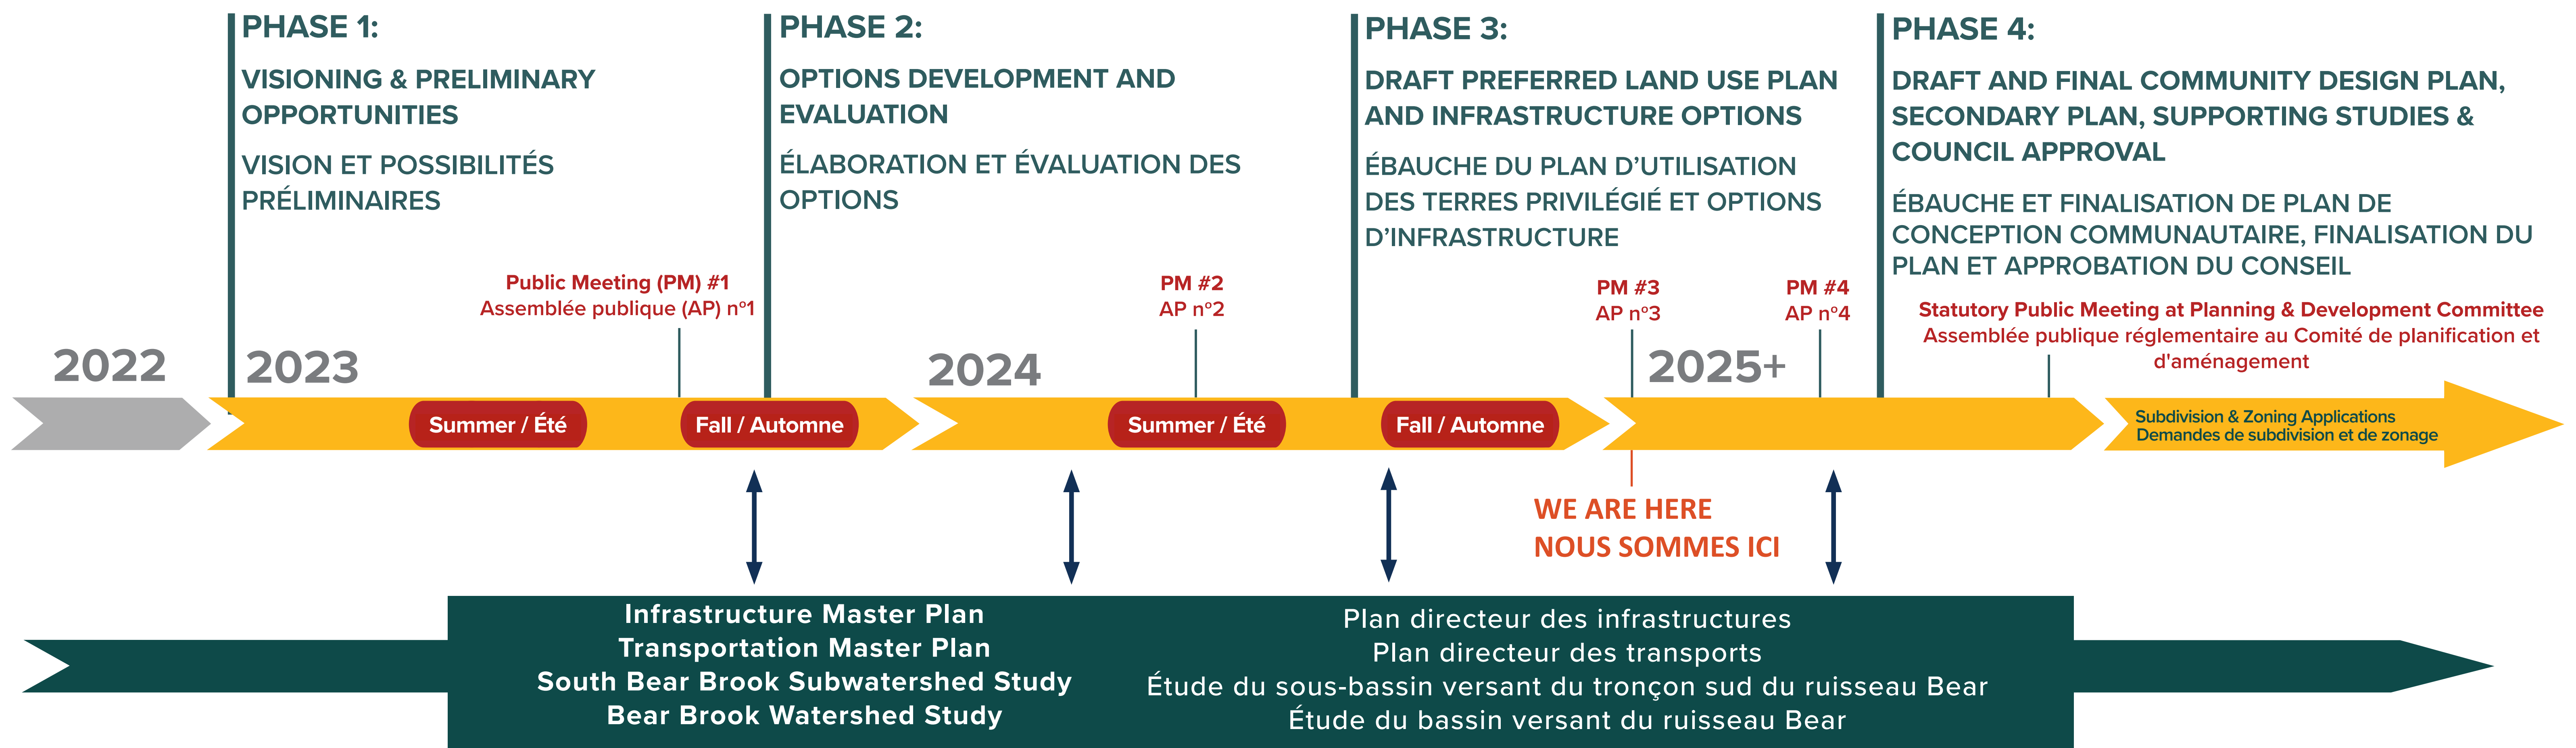 PHASE 1:
VISIONING & PRELIMINARY
OPPORTUNITIES
VISION ET POSSIBILITÉS
PRÉLIMINAIRES
PHASE 2:
OPTIONS DEVELOPMENT AND
EVALUATION
ÉLABORATION ET ÉVALUATION DES
OPTIONS
PHASE 3:
DRAFT PREFERRED LAND USE PLAN
AND INFRASTRUCTURE OPTIONS
ÉBAUCHE DU PLAN D’UTILISATION
DES TERRES PRIVILÉGIÉ ET OPTIONS
D’INFRASTRUCTURE
PHASE 4:
DRAFT AND FINAL COMMUNITY DESIGN PLAN,
SECONDARY PLAN, SUPPORTING STUDIES &
COUNCIL APPROVAL
ÉBAUCHE ET FINALISATION DE PLAN DE
CONCEPTION COMMUNAUTAIRE, FINALISATION DU
PLAN ET APPROBATION DU CONSEIL
Public Meeting (PM) #1
Assemblée publique (AP) nº1
PM #2
AP nº2
PM #3
AP nº3
PM #4
AP nº4
Statutory Public Meeting at Planning & Development Committee
Assemblée publique réglementaire au Comité de planification et
d'aménagement
2022
2023
2024
2025+
Summer / Été
Fall / Automne
Summer / Été
Fall / Automne
Subdivision & Zoning Applications
Demandes de subdivision et de zonage
WE ARE HERE
NOUS SOMMES ICI
Infrastructure Master Plan
Transportation Master Plan
South Bear Brook Subwatershed Study
Bear Brook Watershed Study
Plan directeur des infrastructures
Plan directeur des transports
Étude du sous-bassin versant du tronçon sud du ruisseau Bear
Étude du bassin versant du ruisseau Bear